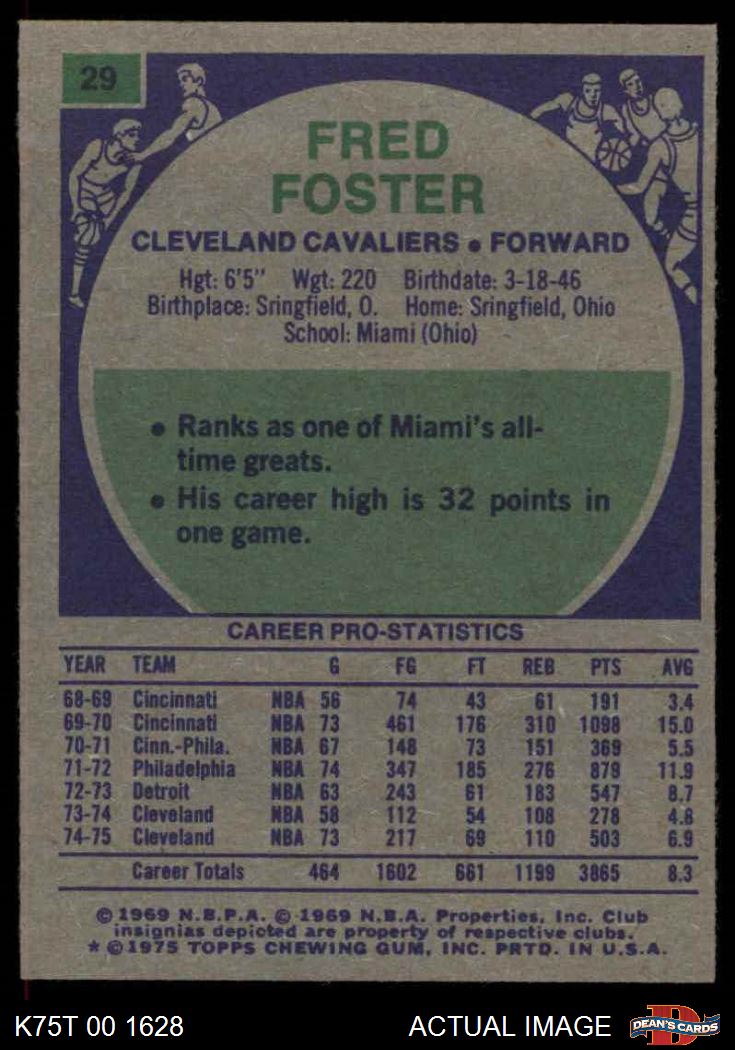 29
FRED
FOSTER
CLEVELAND CAVALIERS • FORWARD
Hgt: 6'5" Wgt: 220 Birthdate: 3-18-46
Birthplace: Sringfield, O. Home: Sringfield, Ohio
School: Miami (Ohio)
• Ranks as one of Miami's all-
time greats.
• His career high is 32 points in
one game.
CAREER PRO-STATISTICS
YEAR TEAM G FG FT REB PTS AVG
68-69 Cincinnati NBA 56 74 43 61 191 3.4
69-70 Cincinnati NBA 73 461 176 310 1098 15.0
70-71 Cinn.-Phila. NBA 67 148 73 151 369 5.5
71-72 Philadelphia NBA 74 347 185 276 879 11.9
72-73 Detroit NBA 63 243 61 183 547 8.7
73-74 Cleveland NBA 58 112 54 108 278 4.8
74-75 Cleveland NBA 73 217 69 110 503 6.9
Career Totals 464 1602 661 1199 3865 8.3
© 1969 N.B.P.A. © 1969 N.B.A. Properties, Inc. Club
insignias depicted are property of respective clubs.
* © 1975 TOPPS CHEWING GUM, INC. PRTD. IN U.S.A.
K75T 00 1628 ACTUAL IMAGE D DEAN'S CARDS